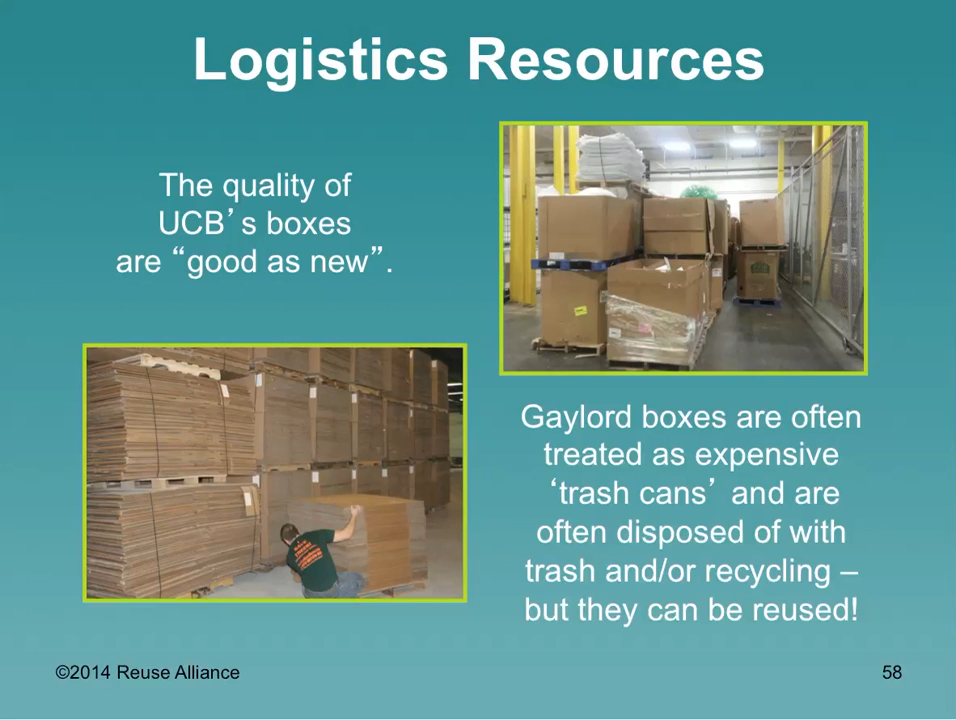 Logistics Resources
The quality of
UCB’s boxes
are “good as new”.
Gaylord boxes are often
treated as expensive
‘trash cans’ and are
often disposed of with
trash and/or recycling –
but they can be reused!
©2014 Reuse Alliance
58